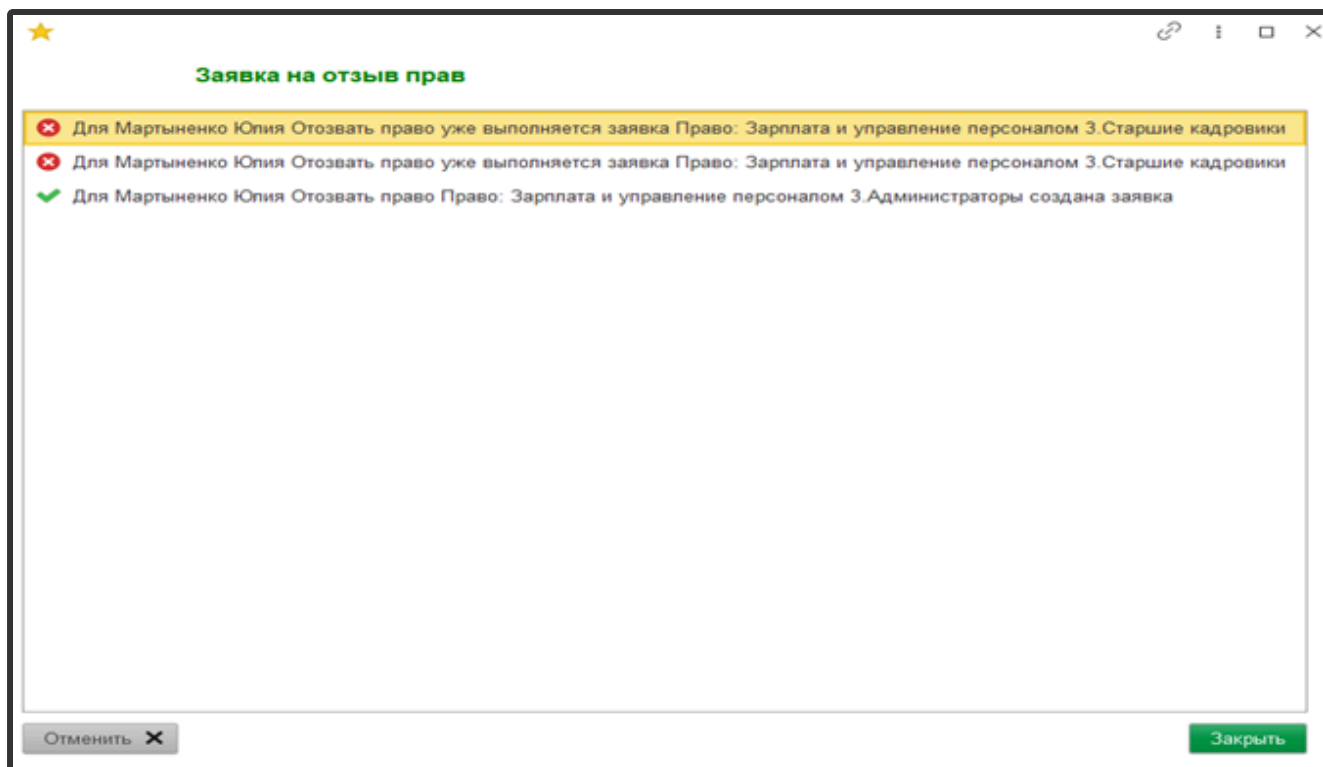 Заявка на отзыв прав
Для Мартыненко Юлия Отозвать право уже выполняется заявка Право: Зарплата и управление персоналом 3.Старшие кадровики
Для Мартыненко Юлия Отозвать право уже выполняется заявка Право: Зарплата и управление персоналом 3.Старшие кадровики
Для Мартыненко Юлия Отозвать право Право: Зарплата и управление персоналом 3.Администраторы создана заявка
Отменить
Закрыть